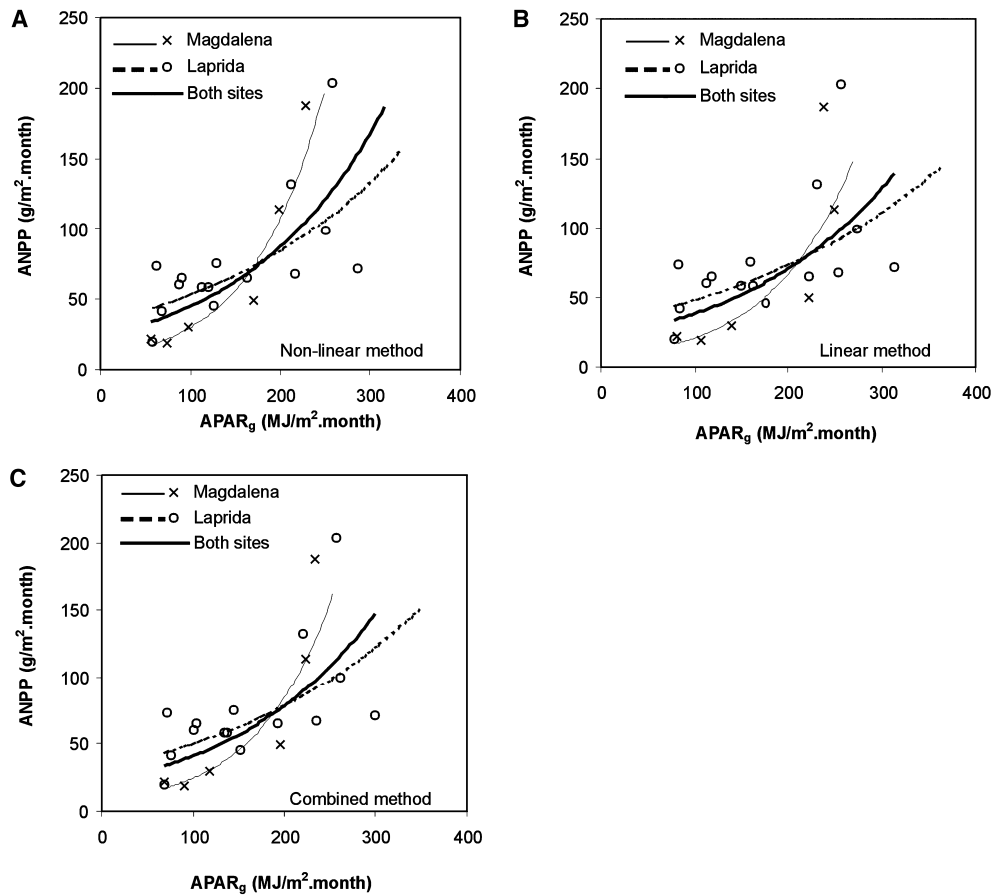 A
250
200
150
100
50
0
ANPP (g/m².month)
Magdalena
Laprida
Both sites
Non-linear method
0 100 200 300 400
APARg (MJ/m².month)
B
250
200
150
100
50
0
ANPP (g/m².month)
Magdalena
Laprida
Both sites
Linear method
0 100 200 300 400
APARg (MJ/m².month)
C
250
200
150
100
50
0
ANPP (g/m².month)
Magdalena
Laprida
Both sites
Combined method
0 100 200 300 400
APARg (MJ/m².month)